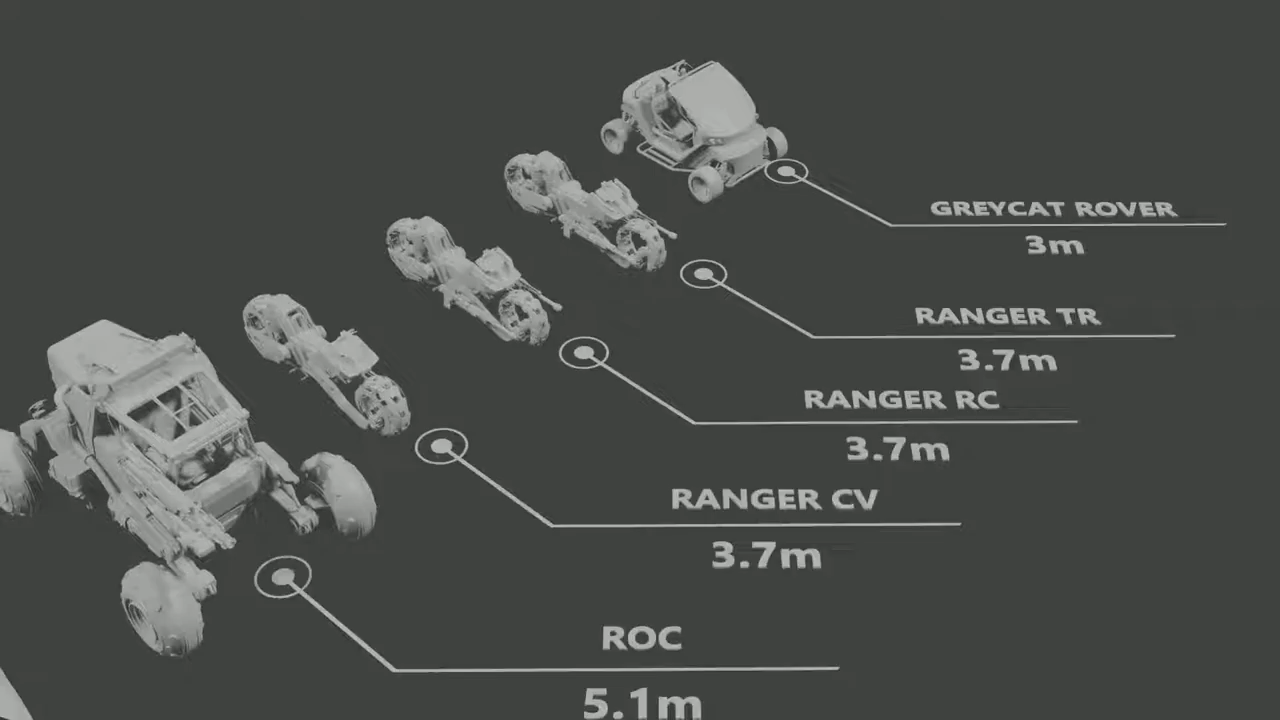 GREYCAT ROVER
3m
RANGER TR
3.7m
RANGER RC
3.7m
RANGER CV
3.7m
ROC
5.1m